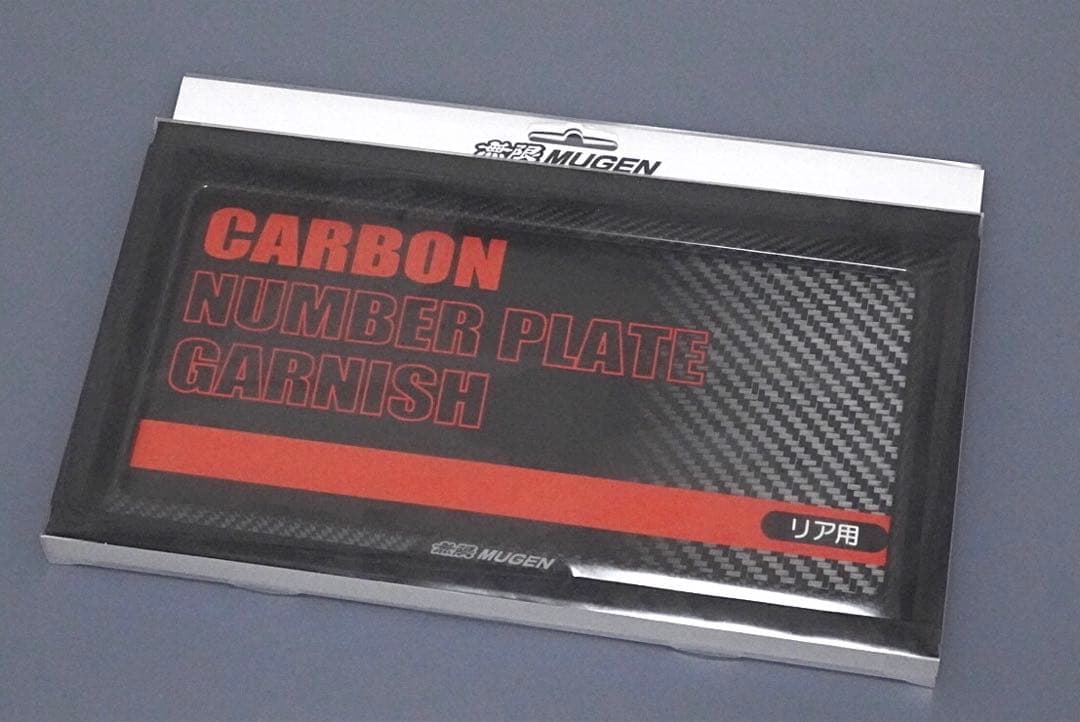 無限 MUGEN
CARBON
NUMBER PLATE
GARNISH
リア用
無限 MUGEN